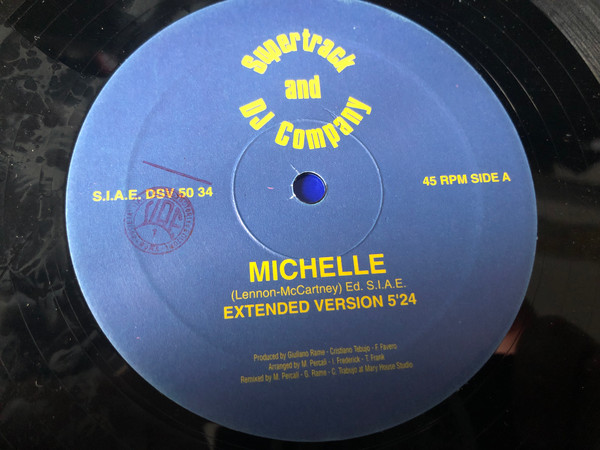 Supertrack
and
DJ Company
S.I.A.E. DSV 50 34
45 RPM SIDE A
MICHELLE
(Lennon-McCartney) Ed. S.I.A.E.
EXTENDED VERSION 5'24
Produced by Giuliano Rame - Cristiano Tebojo - F. Favero
Arranged by M. Percali - I. Frederick - T. Frank
Remixed by M. Percali - G. Rame - C. Trabojo at Mary House Studio